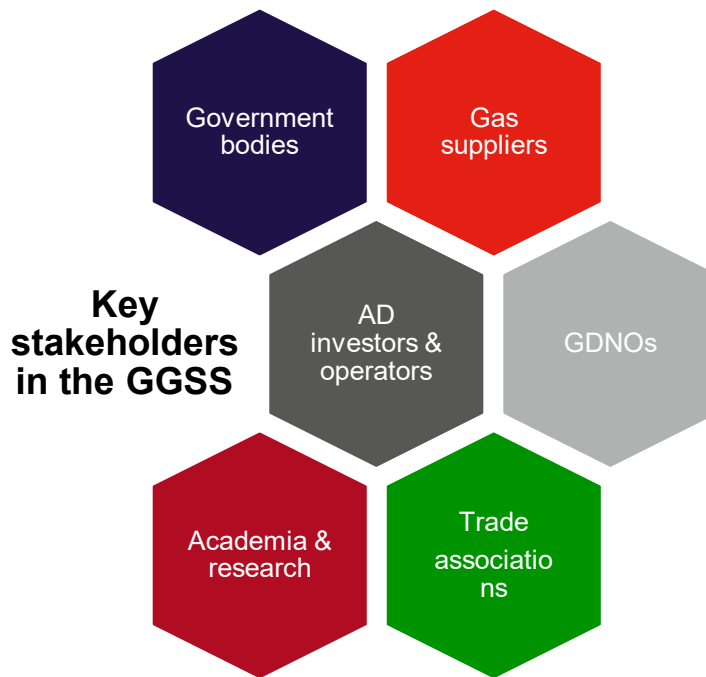 Government
bodies
Gas
suppliers
Key
stakeholders
in the GGSS
AD
investors &
operators
GDNOs
Academia &
research
Trade
associatio
ns